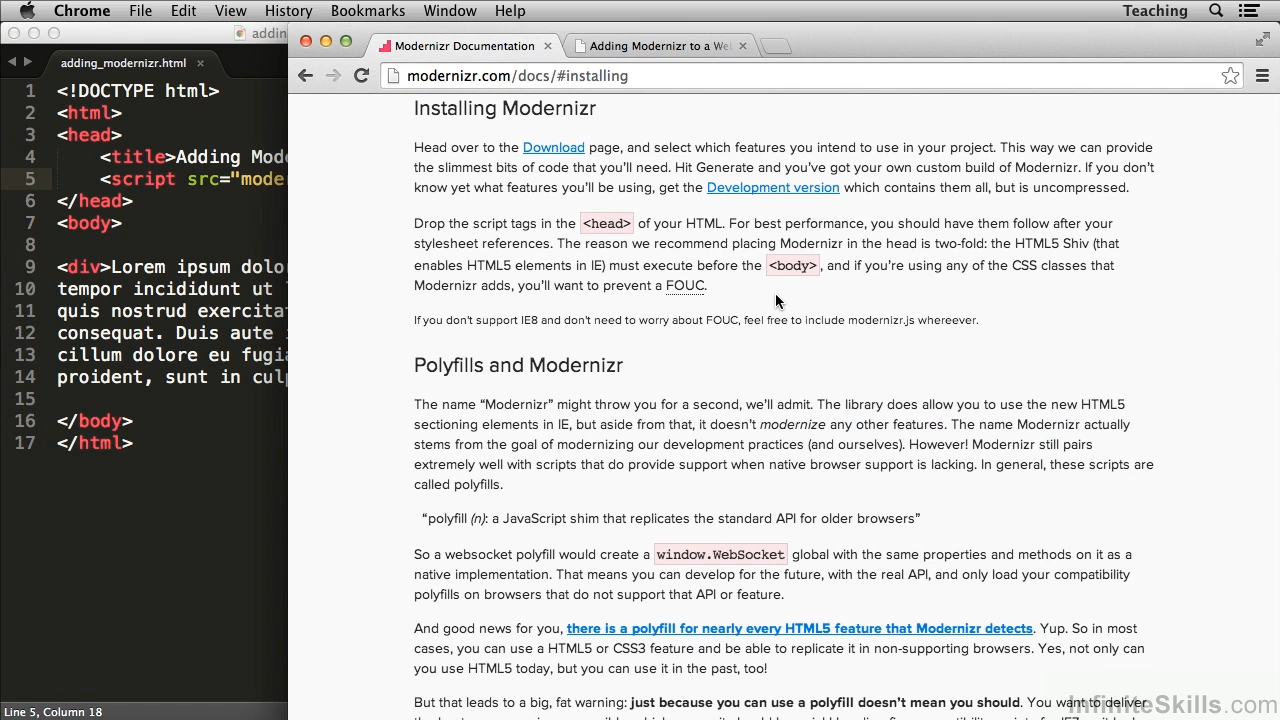 Chrome File Edit View History Bookmarks Window Help Teaching
addin
adding_modernizr.html
1 <!DOCTYPE html>
2 <html>
3 <head>
4 <title>Adding Mode
5 <script src="moder
6 </head>
7 <body>
8
9 <div>Lorem ipsum dolo
10 tempor incididunt ut l
11 quis nostrud exercitat
12 consequat. Duis aute i
13 cillum dolore eu fugia
14 proident, sunt in culp
15
16 </body>
17 </html>
Line 5, Column 18
Modernizr Documentation
Adding Modernizr to a We
modernizr.com/docs/#installing
Installing Modernizr
Head over to the Download page, and select which features you intend to use in your project. This way we can provide
the slimmest bits of code that you’ll need. Hit Generate and you’ve got your own custom build of Modernizr. If you don’t
know yet what features you’ll be using, get the Development version which contains them all, but is uncompressed.
Drop the script tags in the <head> of your HTML. For best performance, you should have them follow after your
stylesheet references. The reason we recommend placing Modernizr in the head is two-fold: the HTML5 Shiv (that
enables HTML5 elements in IE) must execute before the <body>, and if you’re using any of the CSS classes that
Modernizr adds, you’ll want to prevent a FOUC.
If you don’t support IE8 and don’t need to worry about FOUC, feel free to include modernizr.js whereever.
Polyfills and Modernizr
The name “Modernizr” might throw you for a second, we’ll admit. The library does allow you to use the new HTML5
sectioning elements in IE, but aside from that, it doesn’t modernize any other features. The name Modernizr actually
stems from the goal of modernizing our development practices (and ourselves). However! Modernizr still pairs
extremely well with scripts that do provide support when native browser support is lacking. In general, these scripts are
called polyfills.
“polyfill (n): a JavaScript shim that replicates the standard API for older browsers”
So a websocket polyfill would create a window.WebSocket global with the same properties and methods on it as a
native implementation. That means you can develop for the future, with the real API, and only load your compatibility
polyfills on browsers that do not support that API or feature.
And good news for you, there is a polyfill for nearly every HTML5 feature that Modernizr detects. Yup. So in most
cases, you can use a HTML5 or CSS3 feature and be able to replicate it in non-supporting browsers. Yes, not only can
you use HTML5 today, but you can use it in the past, too!
But that leads to a big, fat warning: just because you can use a polyfill doesn’t mean you should. You want to deliver
InfiniteSkills.com